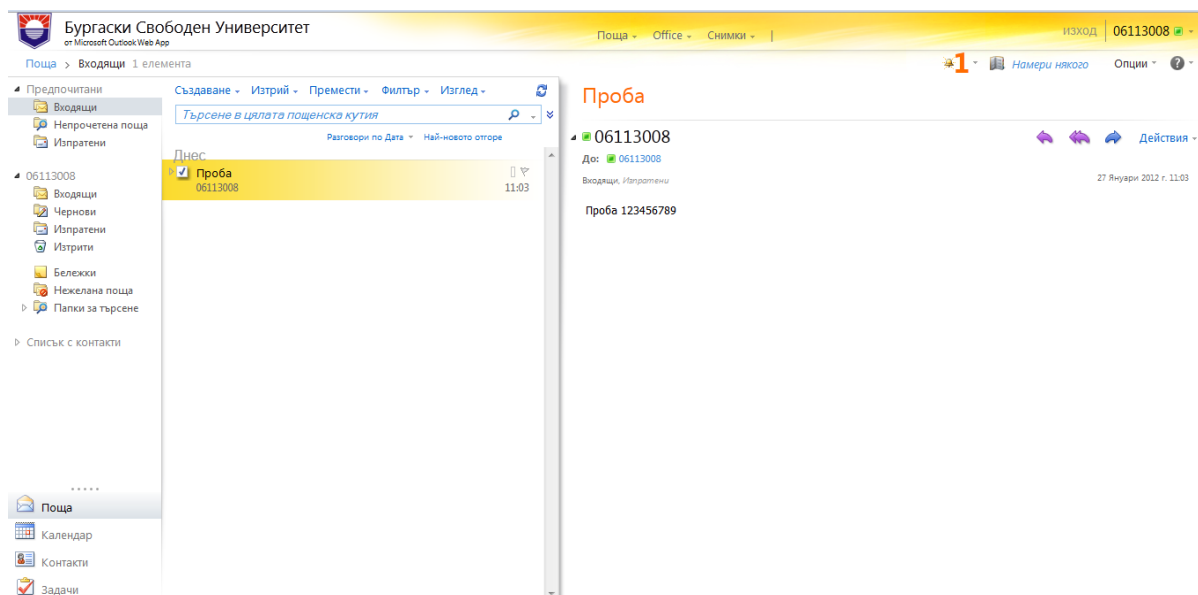 Бургаски Свободен Университет
от Microsoft Outlook Web App
Поща Office Снимки |
изход 06113008
Поща > Входящи 1 елемента
1 Намери някого Опции
Предпочитани
Входящи
Непрочетена поща
Изпратени
06113008
Входящи
Чернови
Изпратени
Изтрити
Бележки
Нежелана поща
Папки за търсене
Списък с контакти
Поща
Календар
Контакти
Задачи
Създаване Изтрий Премести Филтър Изглед
Търсене в цялата пощенска кутия
Разговори по Дата Най-новото отгоре
Днес
Проба
06113008 11:03
Проба
06113008
Действия
До: 06113008
Входящи, Изпратени
27 Януари 2012 г. 11:03
Проба 123456789